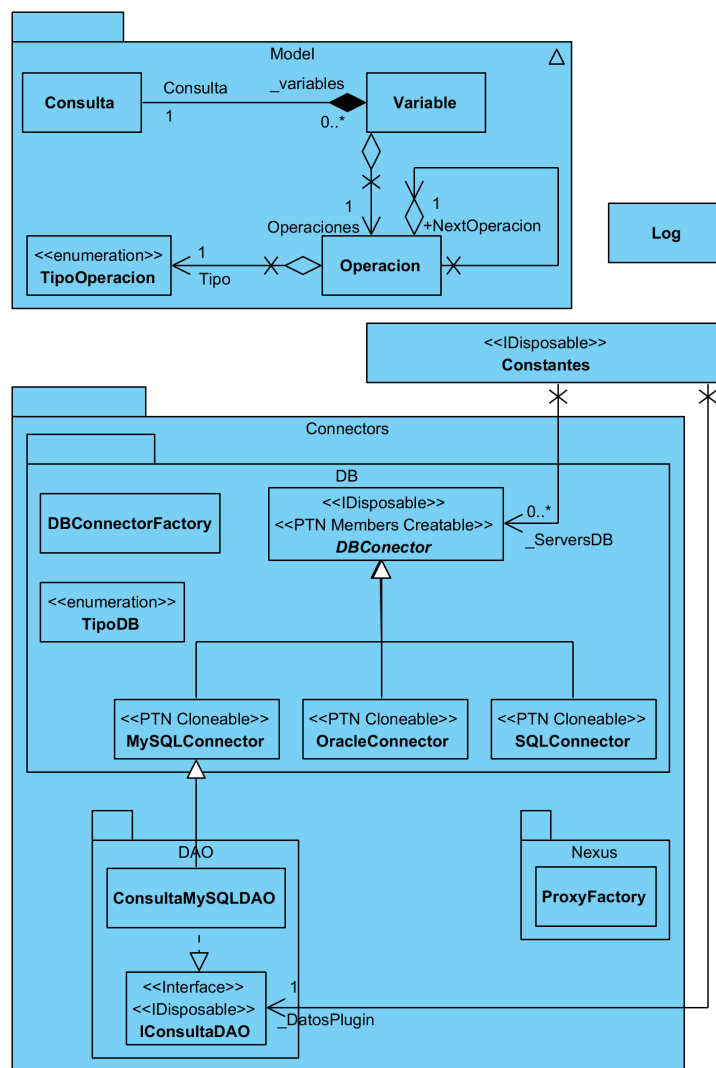 Model
Consulta
Consulta
1
_variables
0..*
Variable
1
Operaciones
1
+NextOperacion
<<enumeration>>
TipoOperacion
1
Tipo
Operacion
Log
<<IDisposable>>
Constantes
Connectors
DB
DBConnectorFactory
<<IDisposable>>
<<PTN Members Creatable>>
DBConector
0..*
_ServersDB
<<enumeration>>
TipoDB
<<PTN Cloneable>>
MySQLConnector
<<PTN Cloneable>>
OracleConnector
<<PTN Cloneable>>
SQLConnector
DAO
ConsultaMySQLDAO
Nexus
ProxyFactory
<<Interface>>
<<IDisposable>>
IConsultaDAO
1
_DatosPlugin